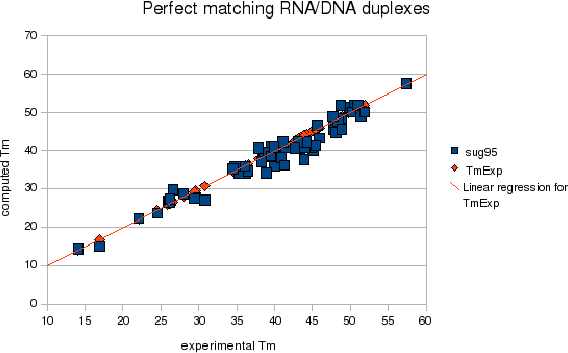 Perfect matching RNA/DNA duplexes
70
60
50
40
30
20
10
0
computed Tm
10 15 20 25 30 35 40 45 50 55 60
experimental Tm
sug95
TmExp
Linear regression for
TmExp